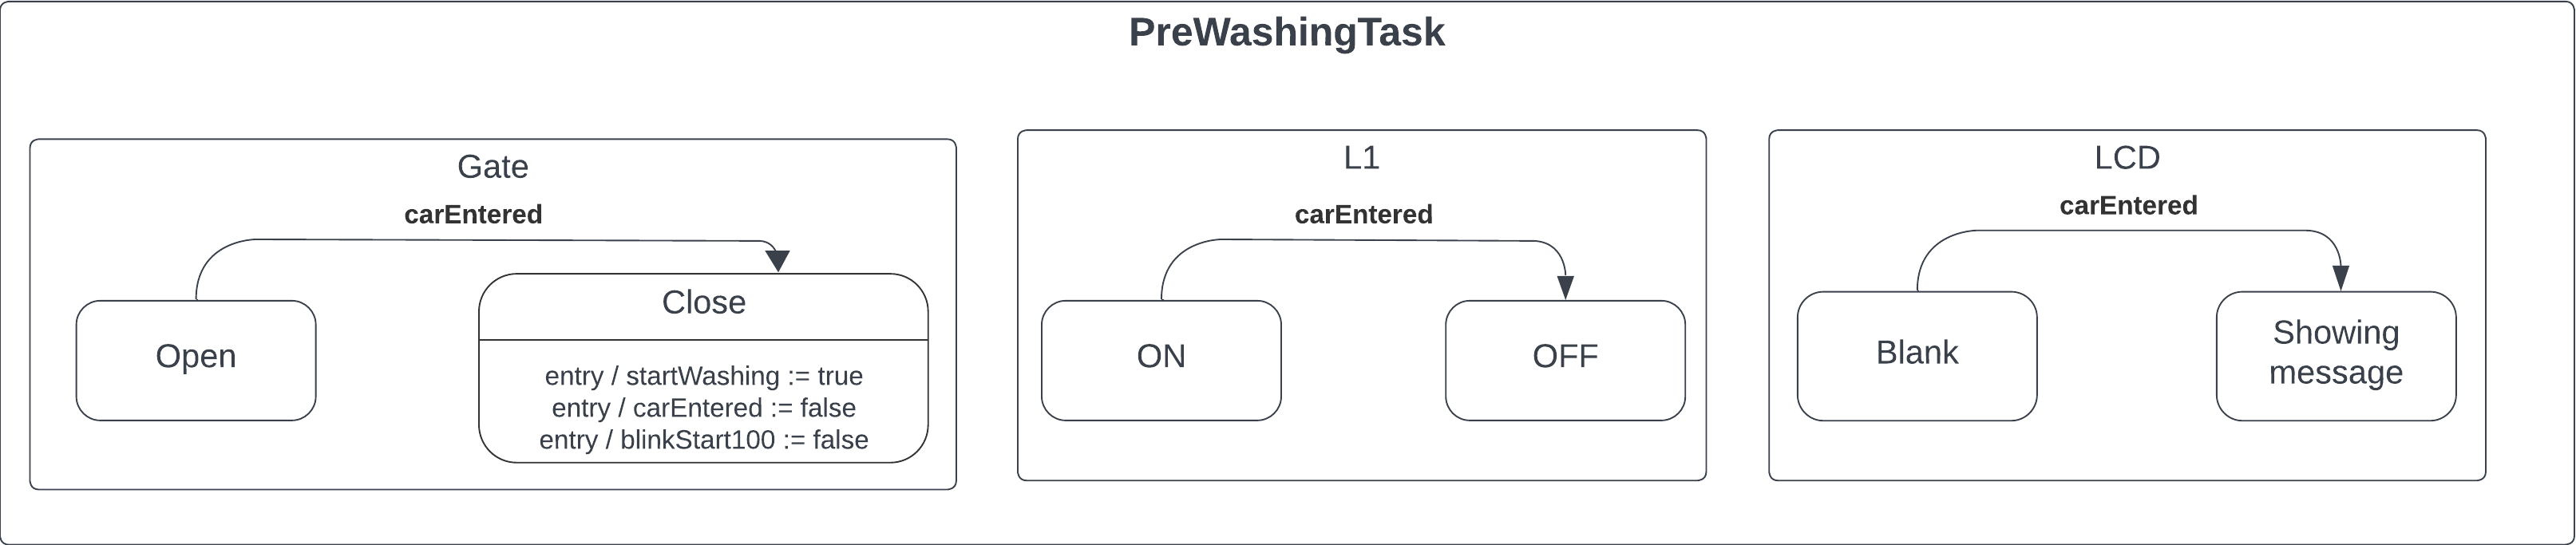 PreWashingTask
Gate
carEntered
Open
Close
entry / startWashing := true
entry / carEntered := false
entry / blinkStart100 := false
L1
carEntered
ON
OFF
LCD
carEntered
Blank
Showing
message